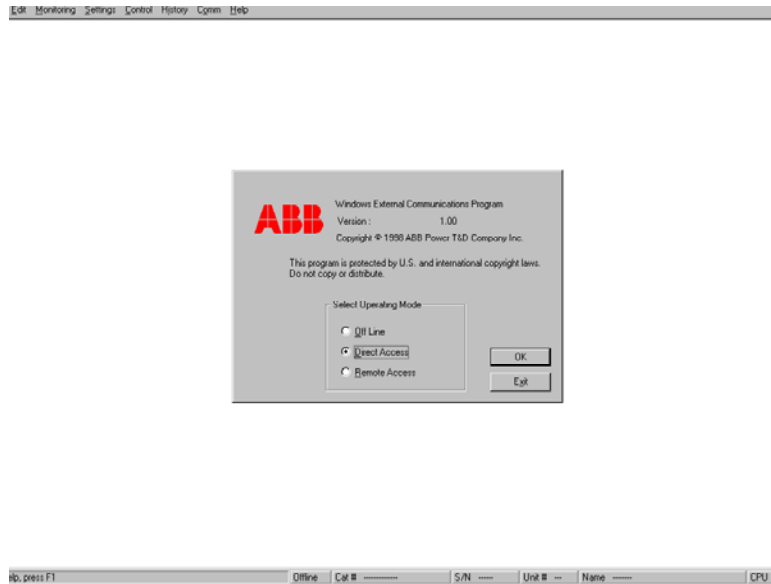 Edit Monitoring Settings Control History Comm Help
ABB
Windows External Communications Program
Version : 1.00
Copyright © 1998 ABB Power T&D Company Inc.
This program is protected by U.S. and international copyright laws.
Do not copy or distribute.
Select Operating Mode
Off Line
Direct Access
Remote Access
OK
Exit
elp, press F1 Offline Cat # ------------ S/N ----- Unit # --- Name ------- CPU